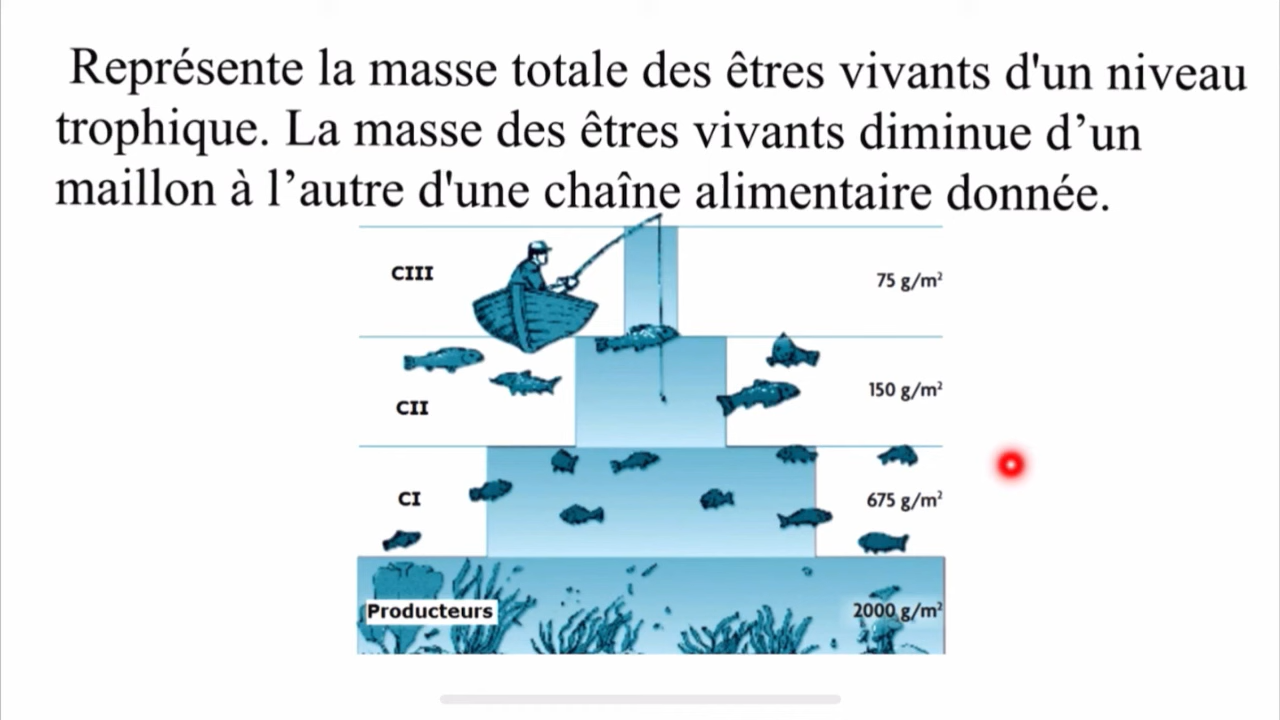 Représente la masse totale des êtres vivants d'un niveau
trophique. La masse des êtres vivants diminue d’un
maillon à l’autre d'une chaîne alimentaire donnée.
CIII
75 g/m²
CII
150 g/m²
CI
675 g/m²
Producteurs
2000 g/m²